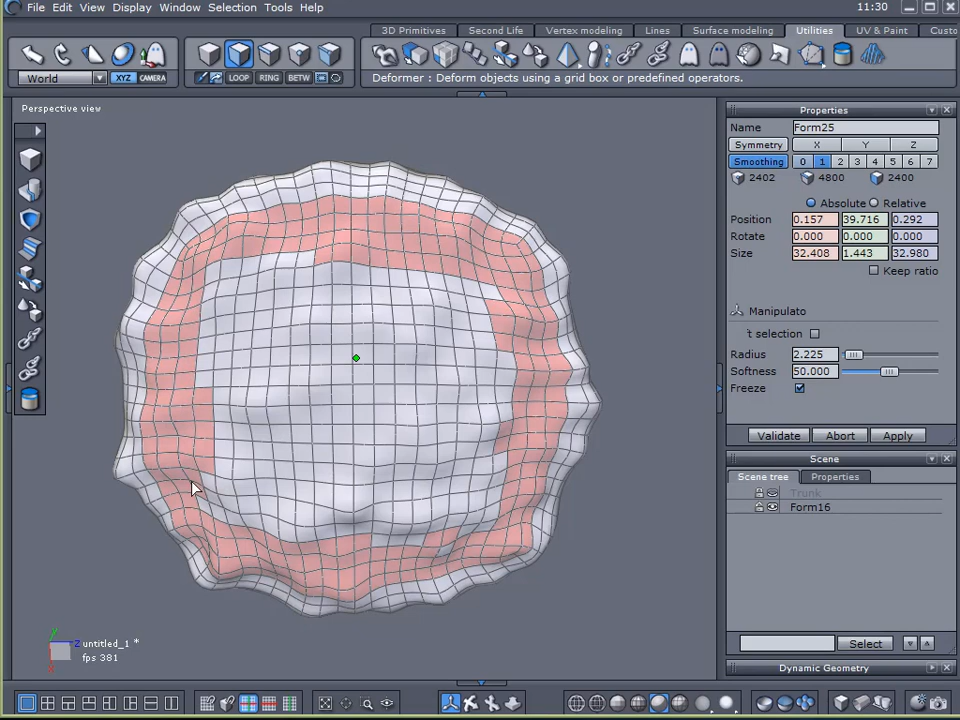 File Edit View Display Window Selection Tools Help 11:30
3D Primitives Second Life Vertex modeling Lines Surface modeling Utilities UV & Paint Custo
World XYZ CAMERA LOOP RING BETW Deformer : Deform objects using a grid box or predefined operators.
Perspective view
Properties
Name Form25
Symmetry X Y Z
Smoothing 0 1 2 3 4 5 6 7
2402 4800 2400
Absolute Relative
Position 0.157 39.716 0.292
Rotate 0.000 0.000 0.000
Size 32.408 1.443 32.980
Keep ratio
Manipulato
't selection
Radius 2.225
Softness 50.000
Freeze
Validate Abort Apply
Scene
Scene tree Properties
Trunk
Form16
Select
Dynamic Geometry
Y Z X
untitled_1 *
fps 381